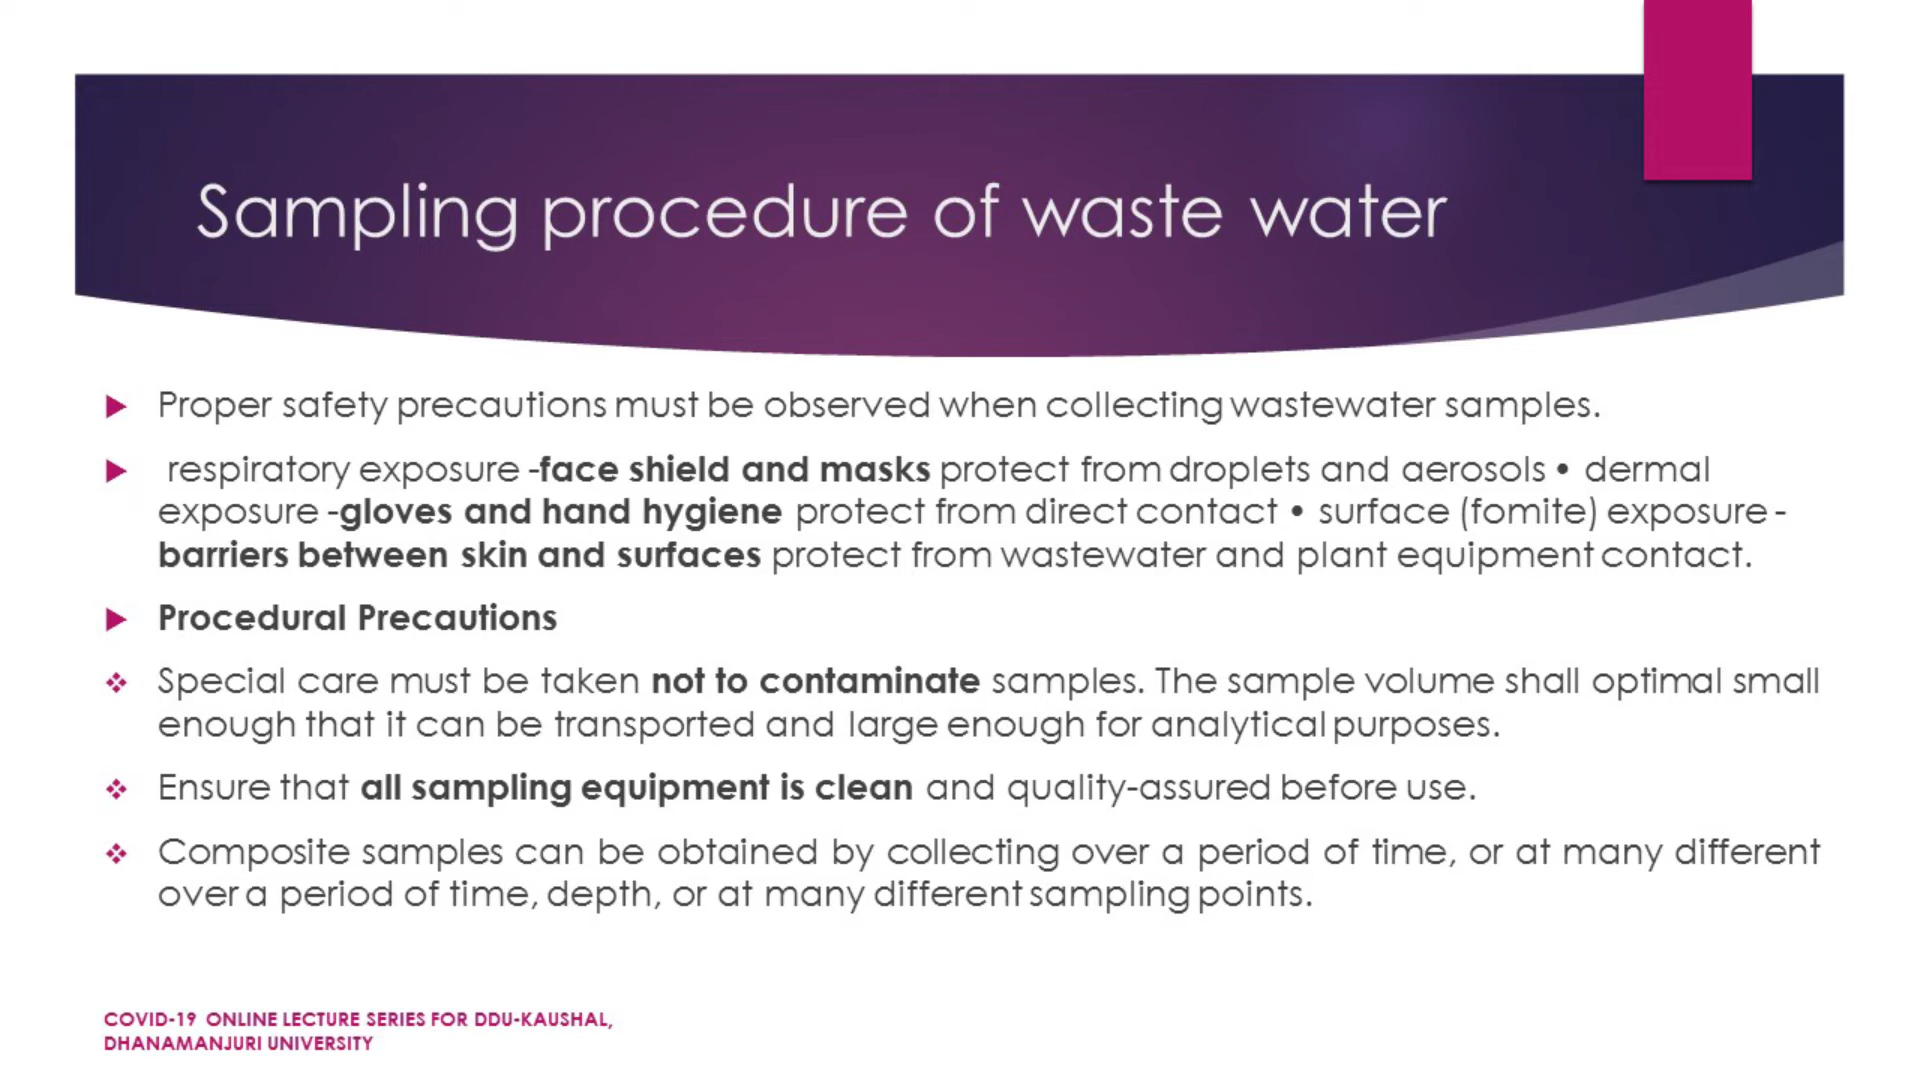 Sampling procedure of waste water
Proper safety precautions must be observed when collecting wastewater samples.
respiratory exposure -face shield and masks protect from droplets and aerosols • dermal
exposure -gloves and hand hygiene protect from direct contact • surface (fomite) exposure -
barriers between skin and surfaces protect from wastewater and plant equipment contact.
Procedural Precautions
Special care must be taken not to contaminate samples. The sample volume shall optimal small
enough that it can be transported and large enough for analytical purposes.
Ensure that all sampling equipment is clean and quality-assured before use.
Composite samples can be obtained by collecting over a period of time, or at many different
over a period of time, depth, or at many different sampling points.
COVID-19 ONLINE LECTURE SERIES FOR DDU-KAUSHAL,
DHANAMANJURI UNIVERSITY